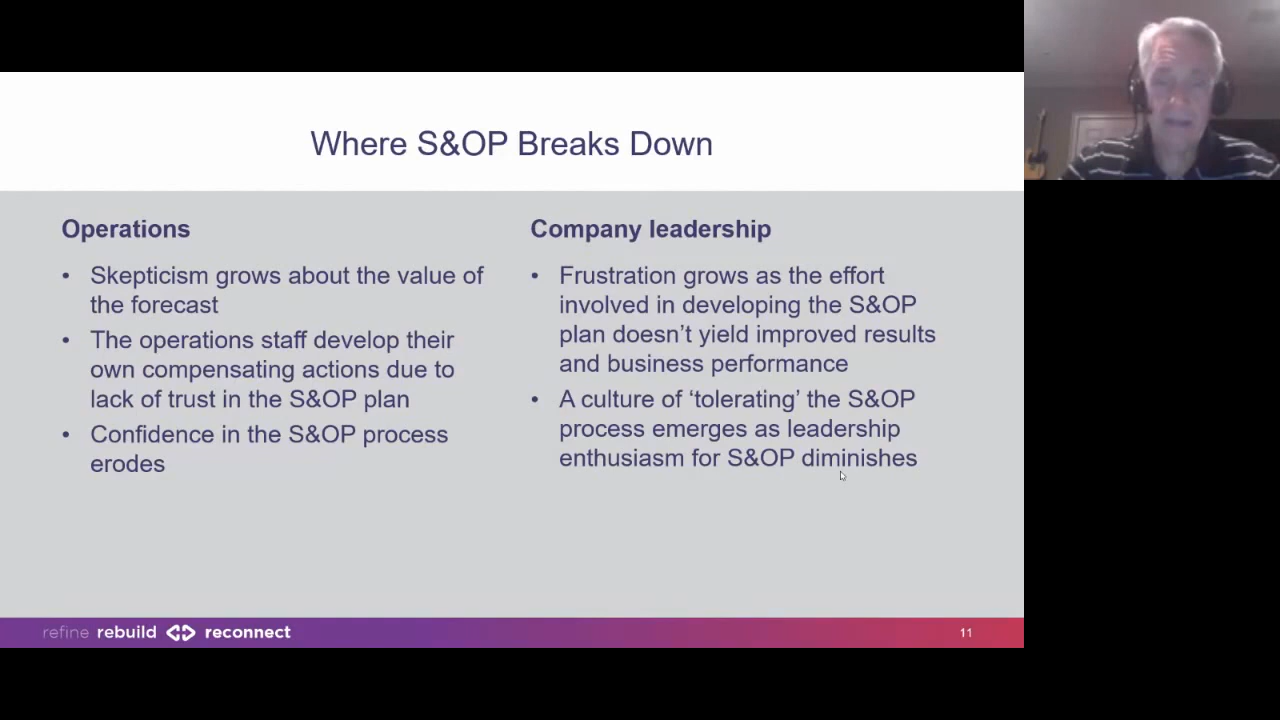 Where S&OP Breaks Down
Operations
• Skepticism grows about the value of
the forecast
• The operations staff develop their
own compensating actions due to
lack of trust in the S&OP plan
• Confidence in the S&OP process
erodes
Company leadership
• Frustration grows as the effort
involved in developing the S&OP
plan doesn’t yield improved results
and business performance
• A culture of ‘tolerating’ the S&OP
process emerges as leadership
enthusiasm for S&OP diminishes
refine rebuild reconnect
11